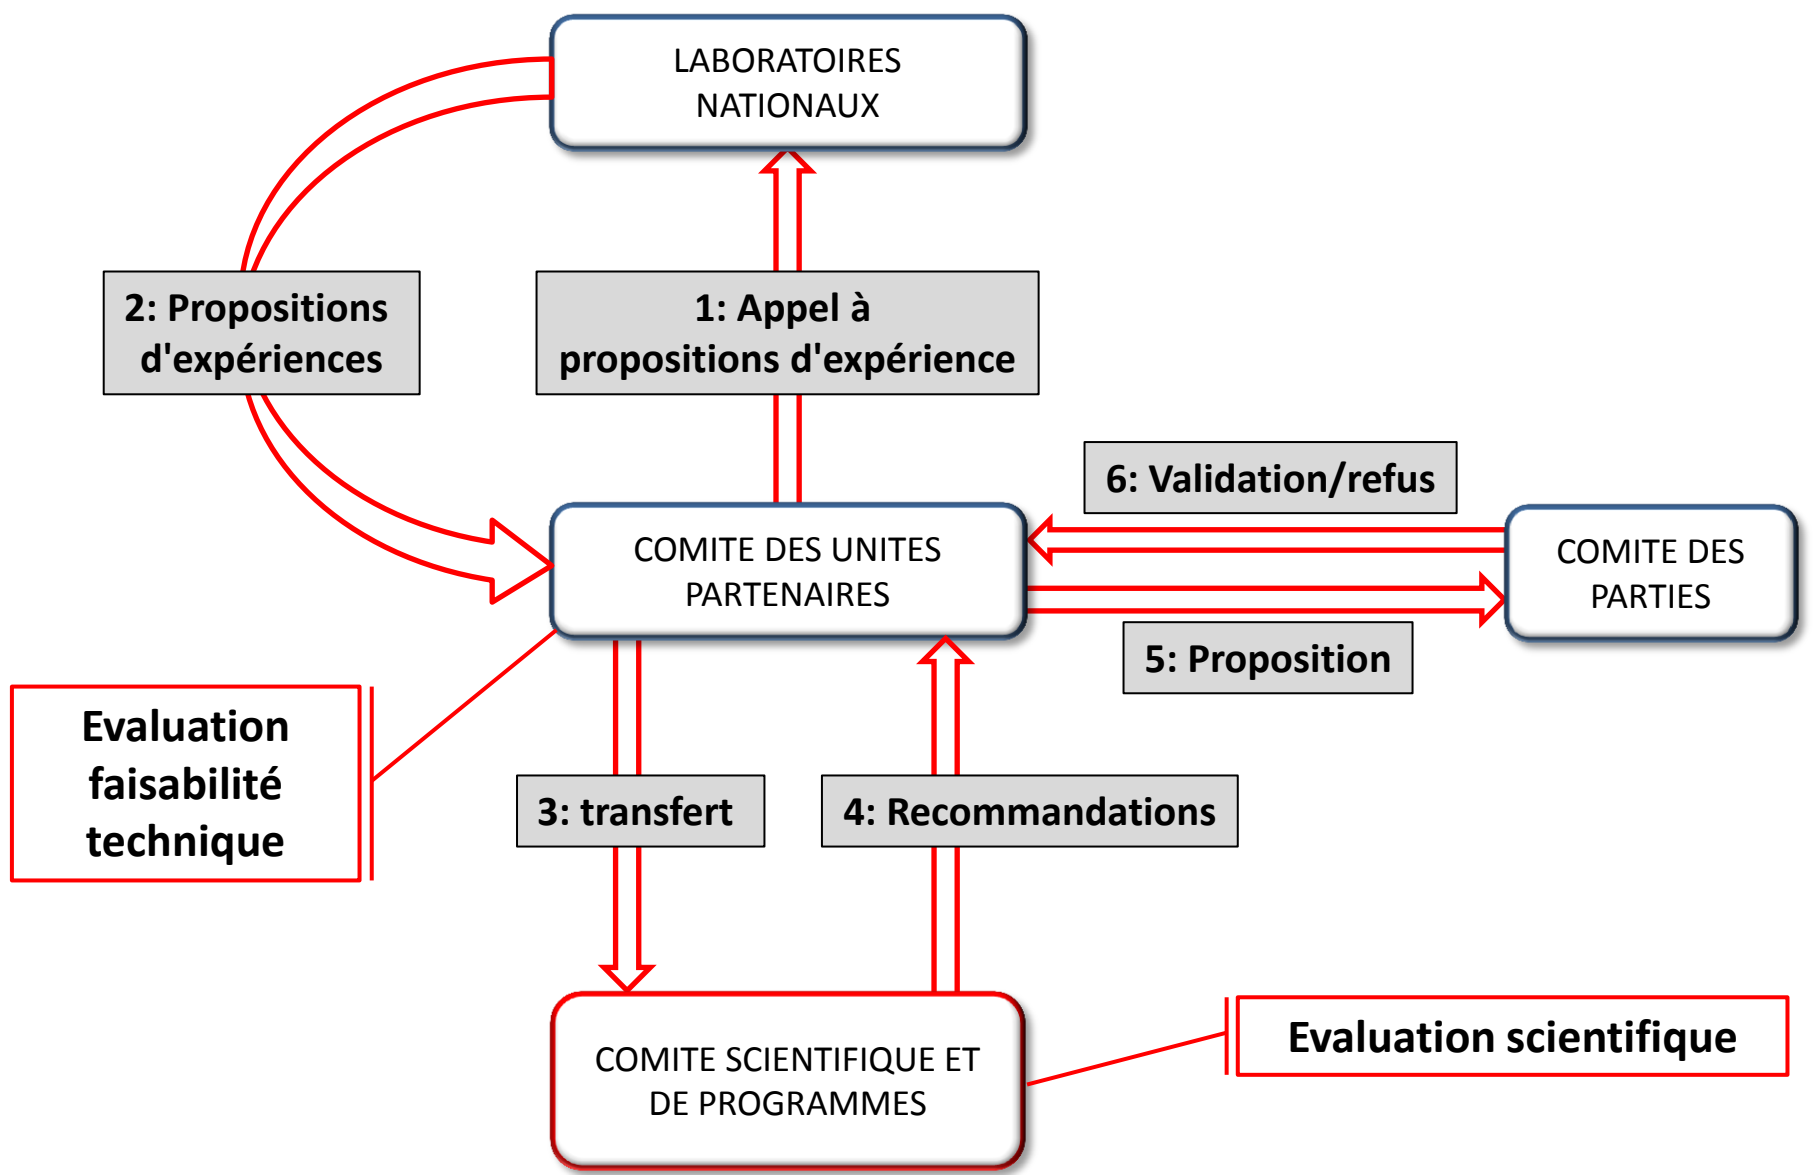 LABORATOIRES
NATIONAUX
2: Propositions
d'expériences
1: Appel à
propositions d'expérience
6: Validation/refus
COMITE DES UNITES
PARTENAIRES
COMITE DES
PARTIES
5: Proposition
Evaluation
faisabilité
technique
3: transfert
4: Recommandations
COMITE SCIENTIFIQUE ET
DE PROGRAMMES
Evaluation scientifique